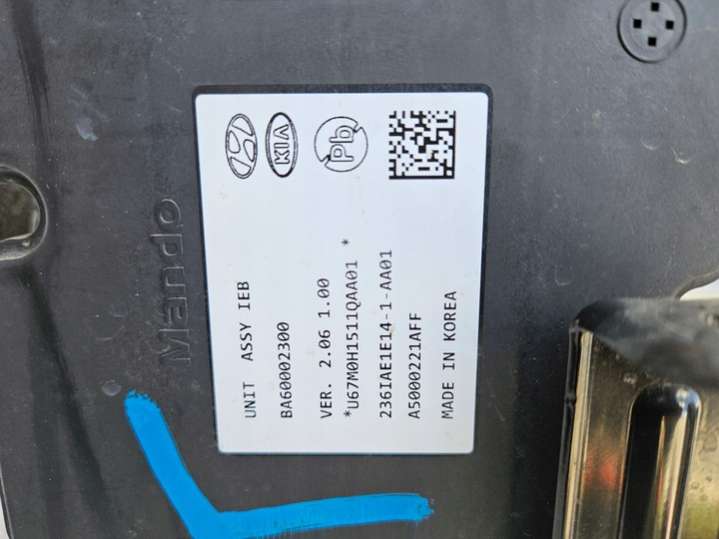 Mando
KIA
Pb
UNIT ASSY IEB
BA60002300
VER. 2.06 1.00
*U67M0H1511QAA01 *
236IAE1E14-1-AA01
A5000221AFF
MADE IN KOREA